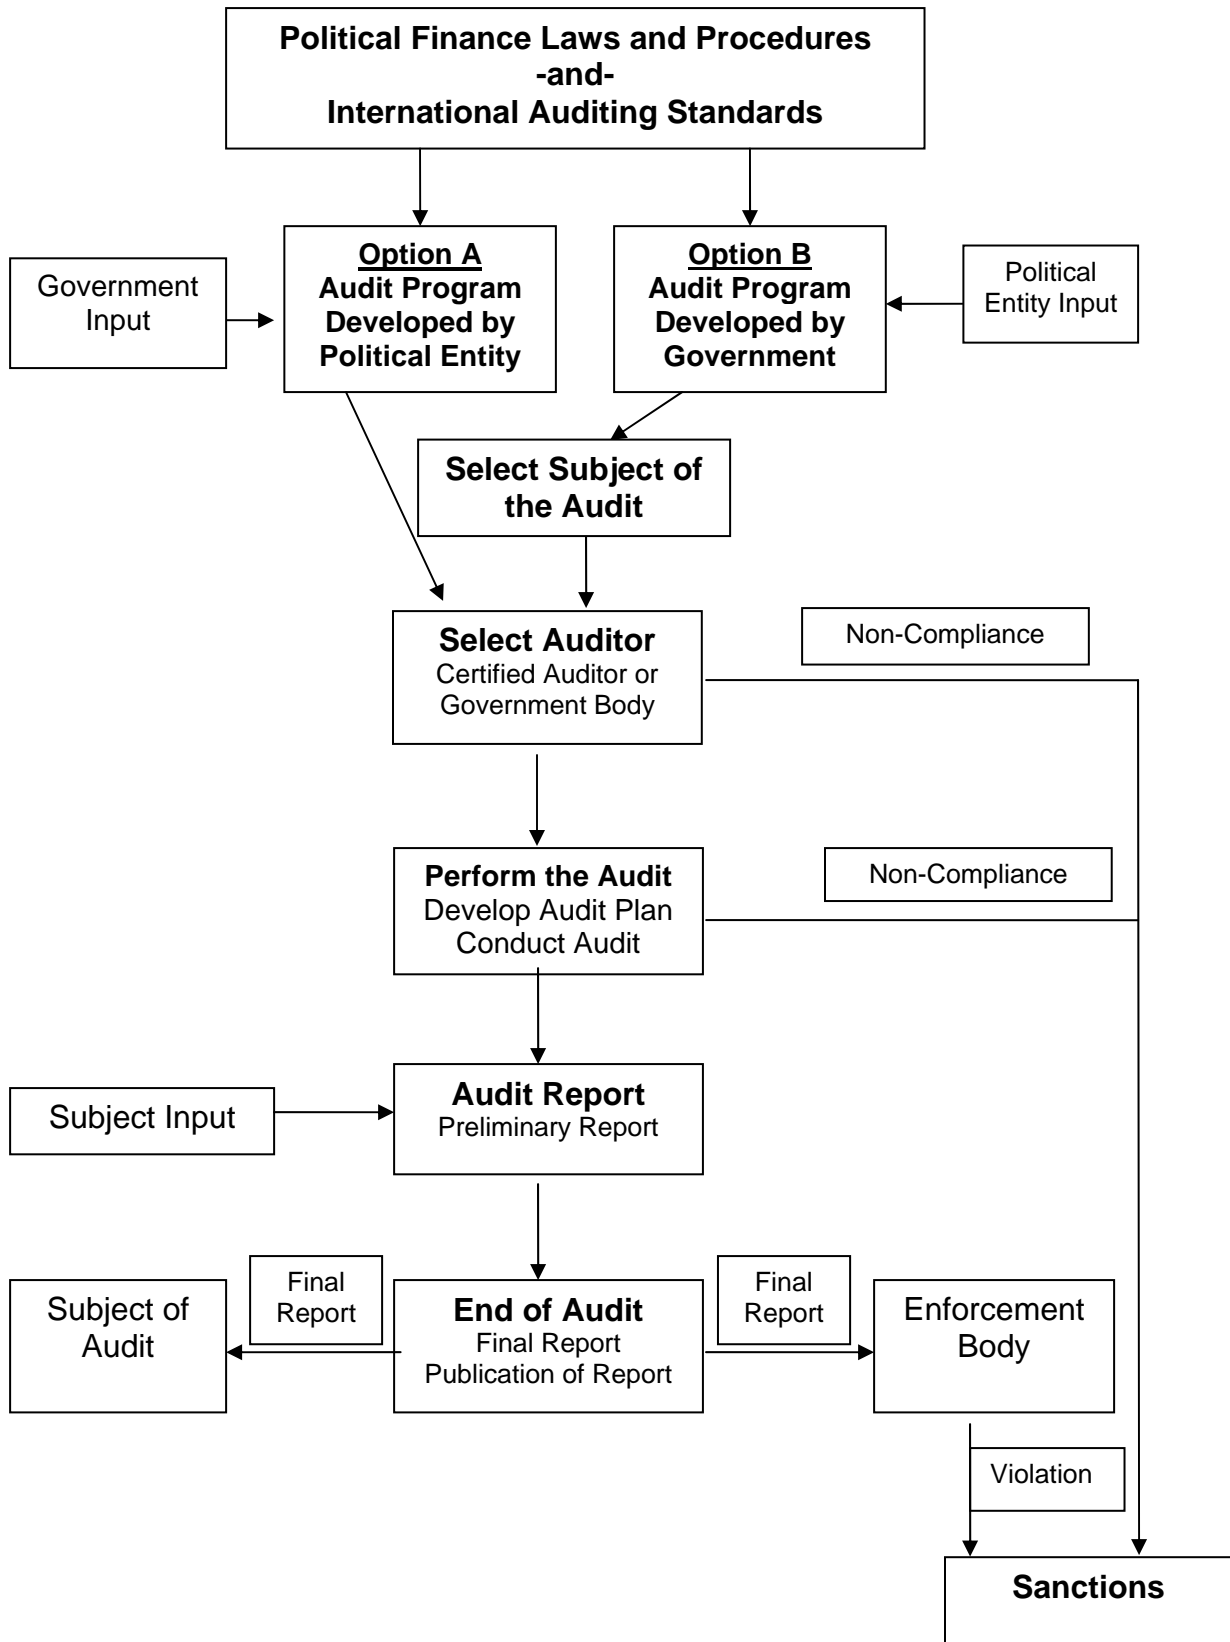 Political Finance Laws and Procedures
-and-
International Auditing Standards
Government
Input
Option A
Audit Program
Developed by
Political Entity
Option B
Audit Program
Developed by
Government
Political
Entity Input
Select Subject of
the Audit
Select Auditor
Certified Auditor or
Government Body
Non-Compliance
Perform the Audit
Develop Audit Plan
Conduct Audit
Non-Compliance
Subject Input
Audit Report
Preliminary Report
Subject of
Audit
Final
Report
End of Audit
Final Report
Publication of Report
Final
Report
Enforcement
Body
Violation
Sanctions